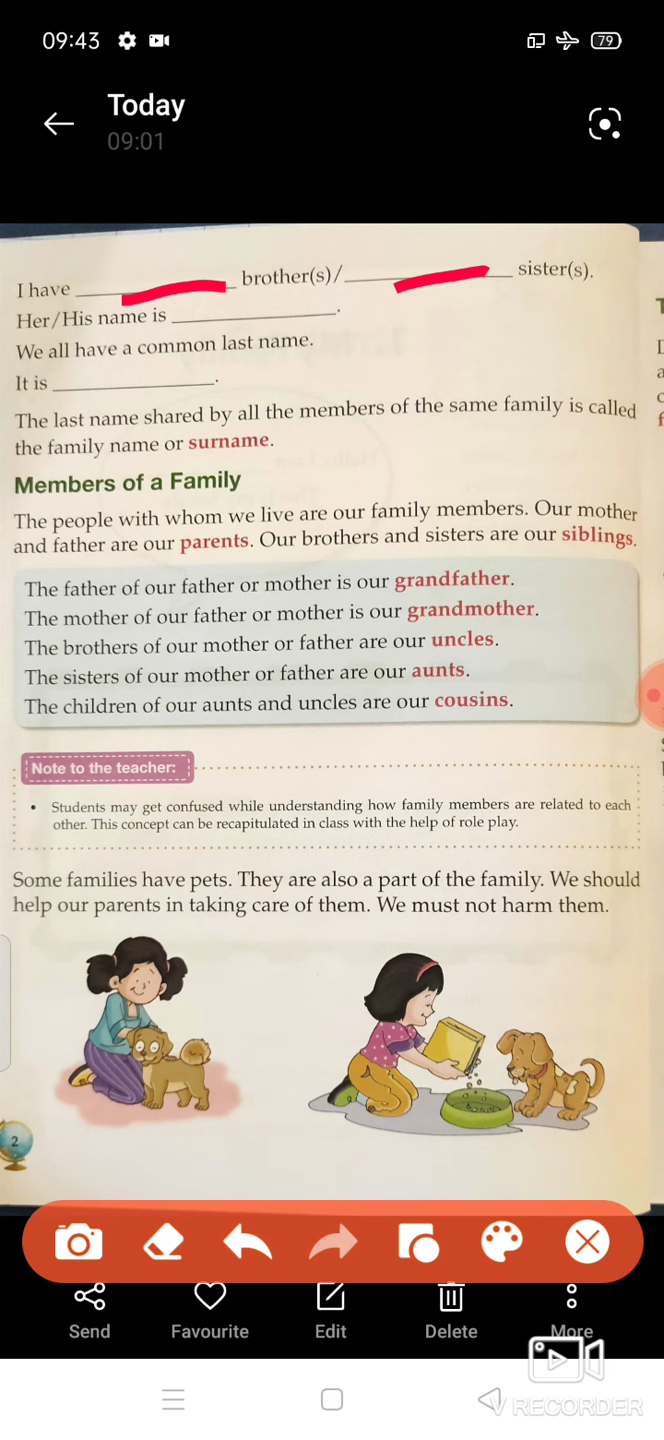 09:43
79
Today
09:01
I have ____________ brother(s)/____________ sister(s).
Her/His name is ____________.
We all have a common last name.
It is ____________.
The last name shared by all the members of the same family is called
the family name or surname.
Members of a Family
The people with whom we live are our family members. Our mother
and father are our parents. Our brothers and sisters are our siblings.
The father of our father or mother is our grandfather.
The mother of our father or mother is our grandmother.
The brothers of our mother or father are our uncles.
The sisters of our mother or father are our aunts.
The children of our aunts and uncles are our cousins.
Note to the teacher:
• Students may get confused while understanding how family members are related to each
other. This concept can be recapitulated in class with the help of role play.
Some families have pets. They are also a part of the family. We should
help our parents in taking care of them. We must not harm them.
2
Send Favourite Edit Delete More
V RECORDER